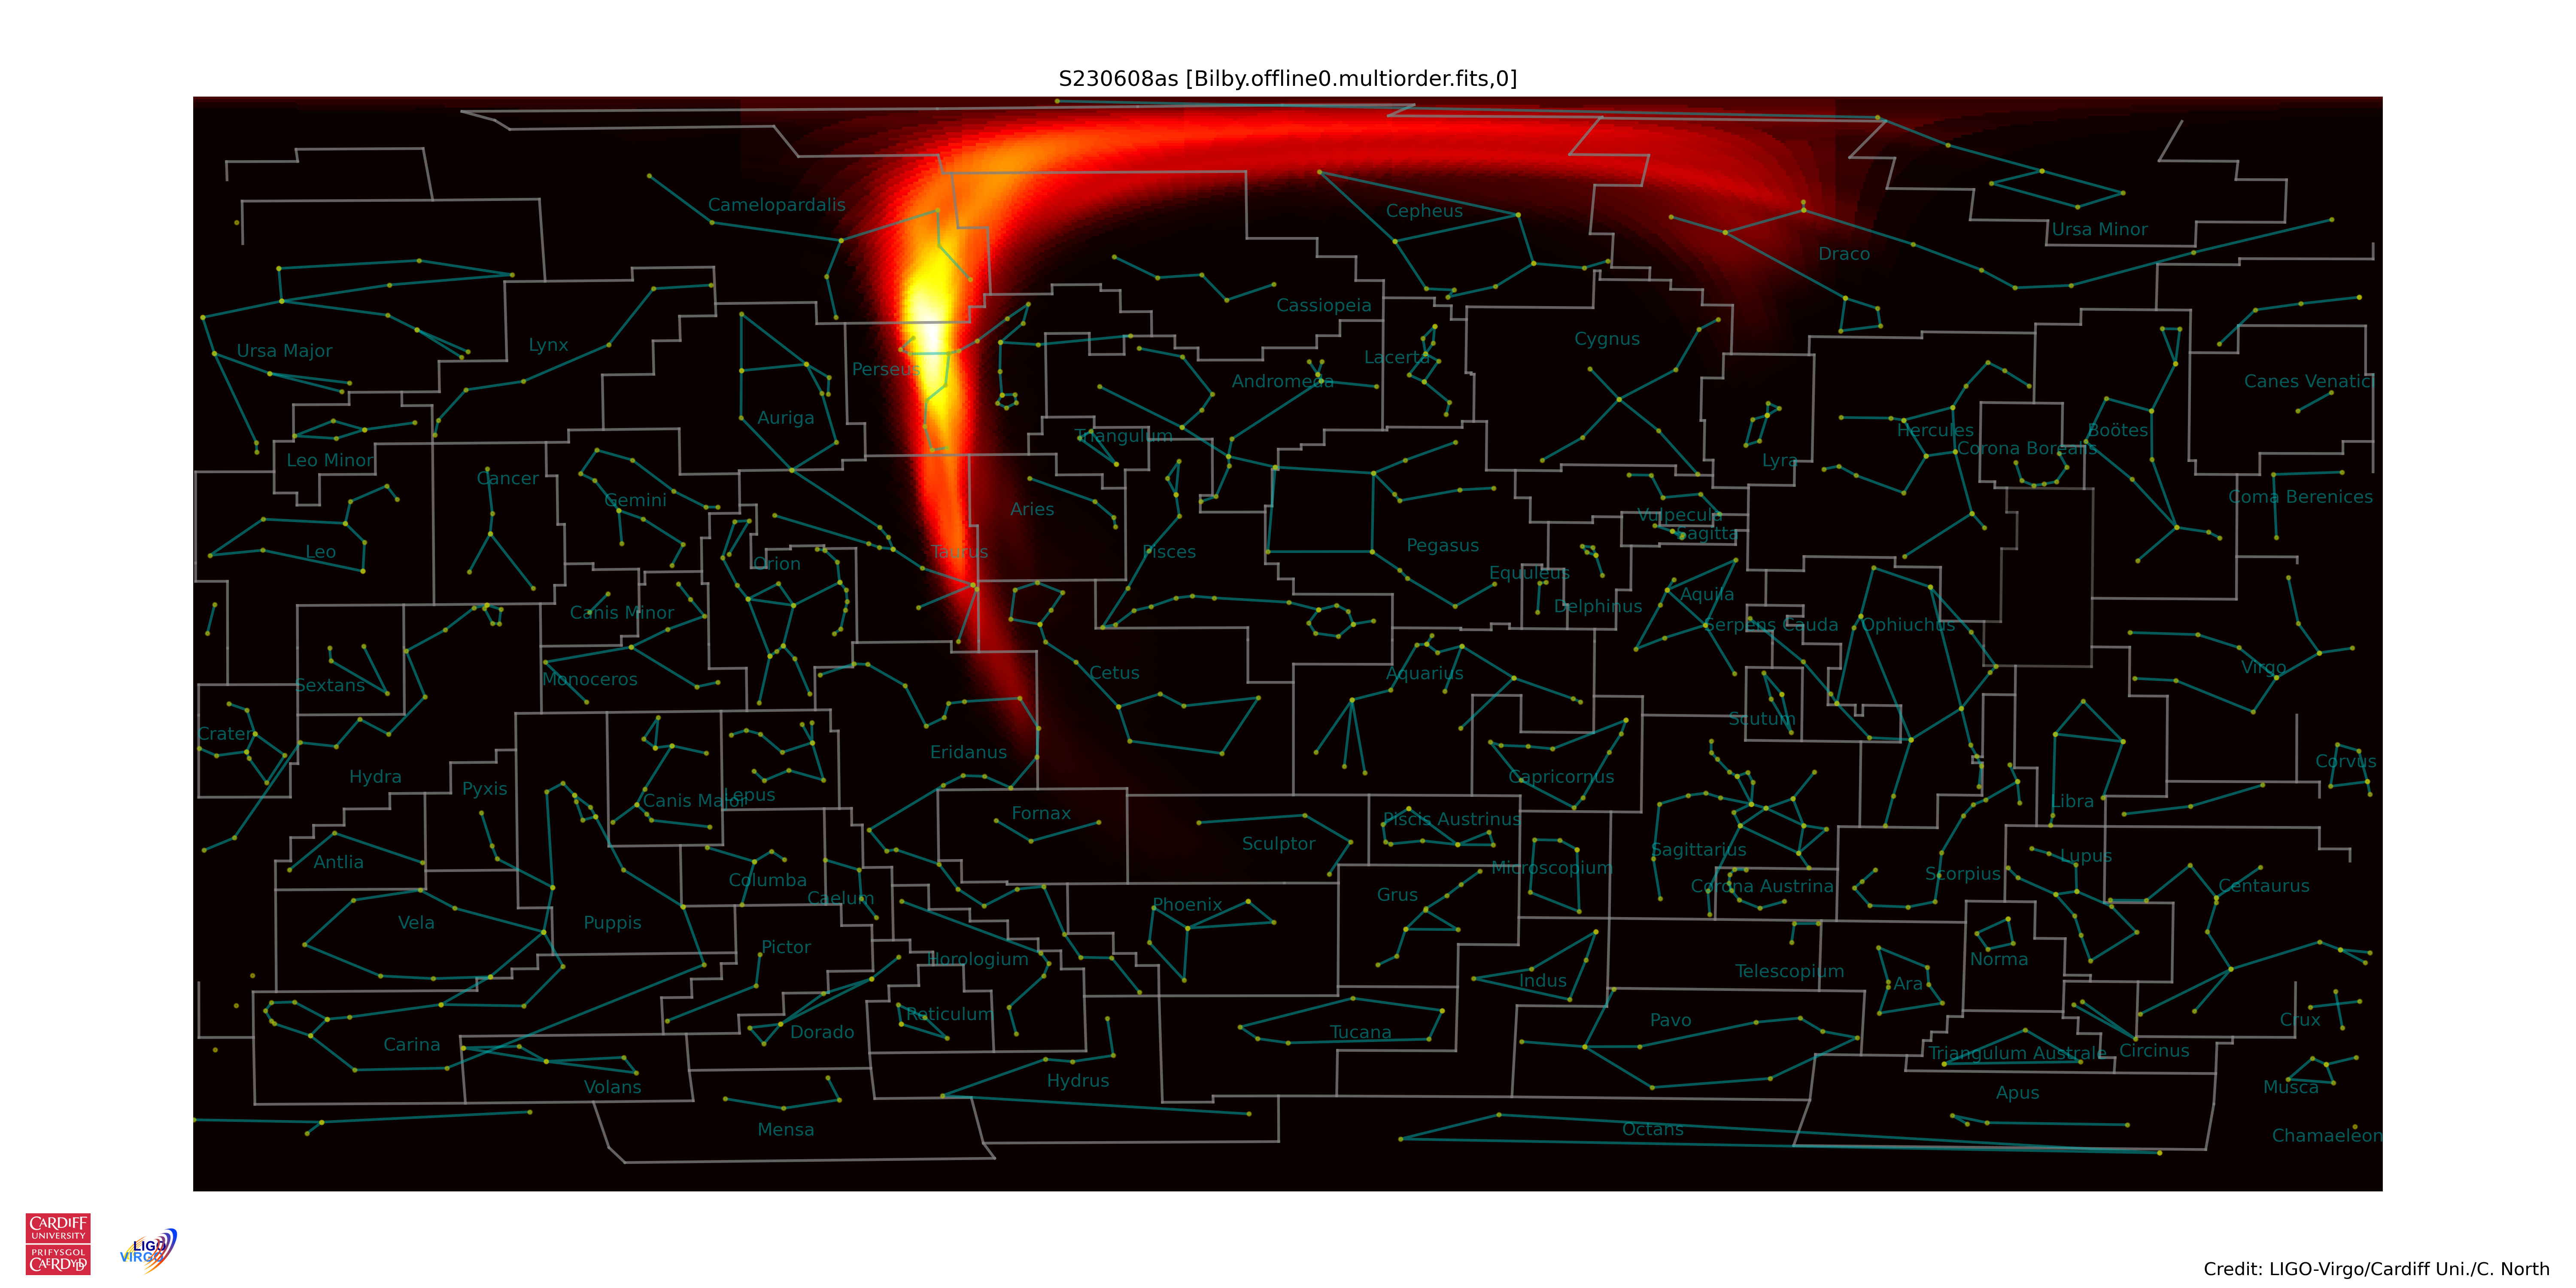 S230608as [Bilby.offline0.multiorder.fits,0]
Camelopardalis
Cepheus
Ursa Minor
Draco
Cassiopeia
Ursa Major
Lynx
Cygnus
Perseus
Lacerta
Andromeda
Canes Venatici
Auriga
Triangulum
Hercules
Boötes
Corona Borealis
Leo Minor
Lyra
Cancer
Gemini
Coma Berenices
Aries
Vulpecula
Sagitta
Leo
Taurus
Pisces
Pegasus
Orion
Equuleus
Canis Minor
Delphinus
Aquila
Serpens Cauda
Ophiuchus
Sextans
Monoceros
Cetus
Aquarius
Virgo
Crater
Scutum
Eridanus
Hydra
Capricornus
Corvus
Pyxis
Canis Major
Lepus
Libra
Fornax
Piscis Austrinus
Sculptor
Antlia
Sagittarius
Lupus
Microscopium
Columba
Corona Austrina
Scorpius
Centaurus
Caelum
Grus
Phoenix
Vela
Puppis
Pictor
Horologium
Norma
Telescopium
Indus
Ara
Reticulum
Pavo
Crux
Dorado
Tucana
Carina
Triangulum Australe
Circinus
Hydrus
Volans
Musca
Apus
Mensa
Octans
Chamaeleon
CARDIFF
UNIVERSITY
PRIFYSGOL
CAERDYDD
LIGO
VIRGO
Credit: LIGO-Virgo/Cardiff Uni./C. North